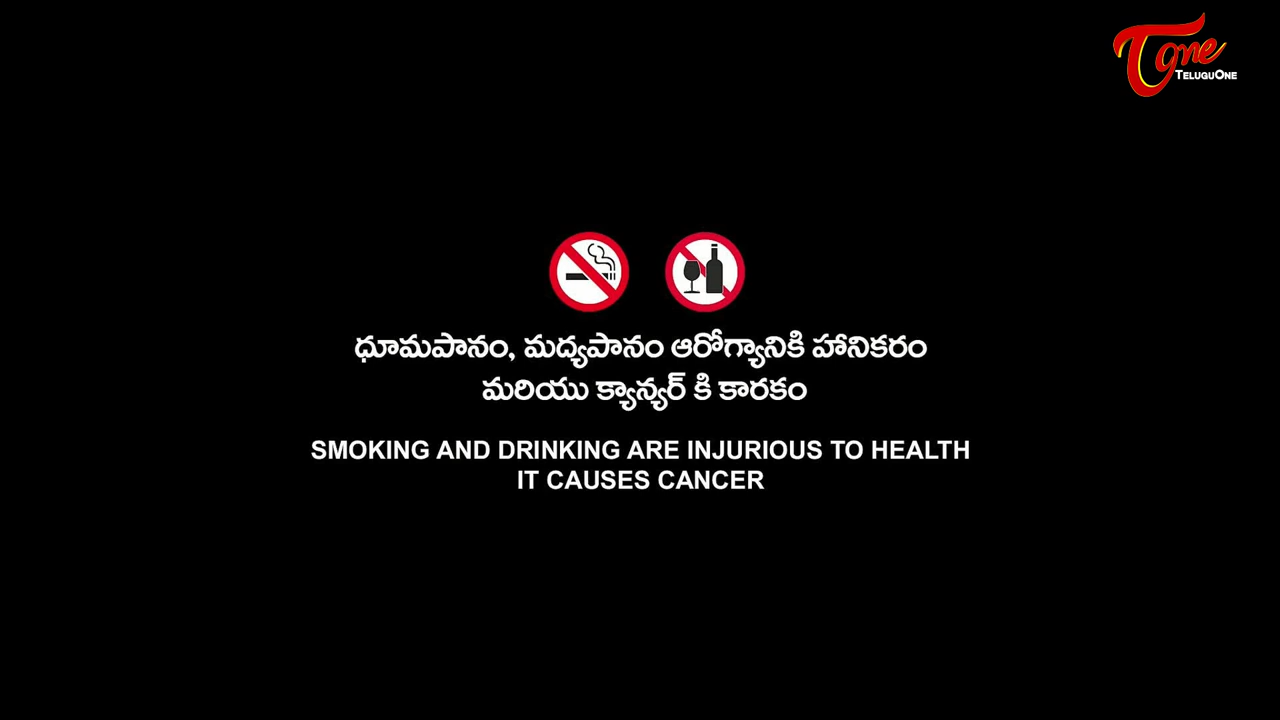 Tone
TELUGUONE
ధూమపానం, మద్యపానం ఆరోగ్యానికి హానికరం
మరియు క్యాన్సర్ కి కారకం
SMOKING AND DRINKING ARE INJURIOUS TO HEALTH
IT CAUSES CANCER